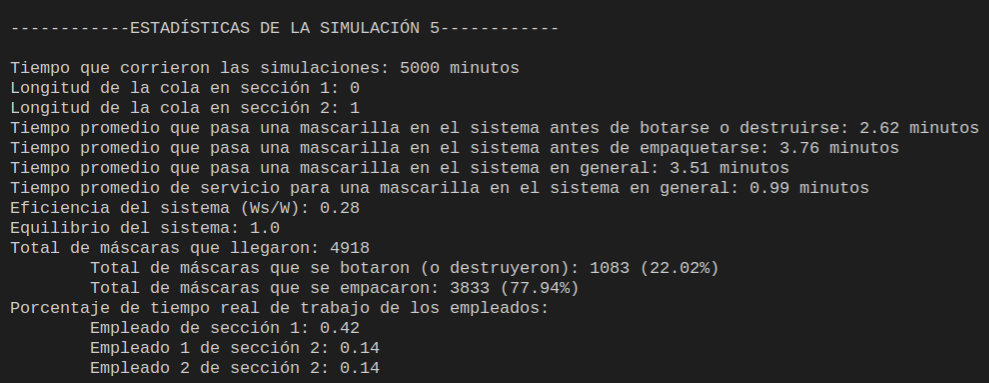 ------------ESTADÍSTICAS DE LA SIMULACIÓN 5------------
Tiempo que corrieron las simulaciones: 5000 minutos
Longitud de la cola en sección 1: 0
Longitud de la cola en sección 2: 1
Tiempo promedio que pasa una mascarilla en el sistema antes de botarse o destruirse: 2.62 minutos
Tiempo promedio que pasa una mascarilla en el sistema antes de empaquetarse: 3.76 minutos
Tiempo promedio que pasa una mascarilla en el sistema en general: 3.51 minutos
Tiempo promedio de servicio para una mascarilla en el sistema en general: 0.99 minutos
Eficiencia del sistema (Ws/W): 0.28
Equilibrio del sistema: 1.0
Total de máscaras que llegaron: 4918
Total de máscaras que se botaron (o destruyeron): 1083 (22.02%)
Total de máscaras que se empacaron: 3833 (77.94%)
Porcentaje de tiempo real de trabajo de los empleados:
Empleado de sección 1: 0.42
Empleado 1 de sección 2: 0.14
Empleado 2 de sección 2: 0.14